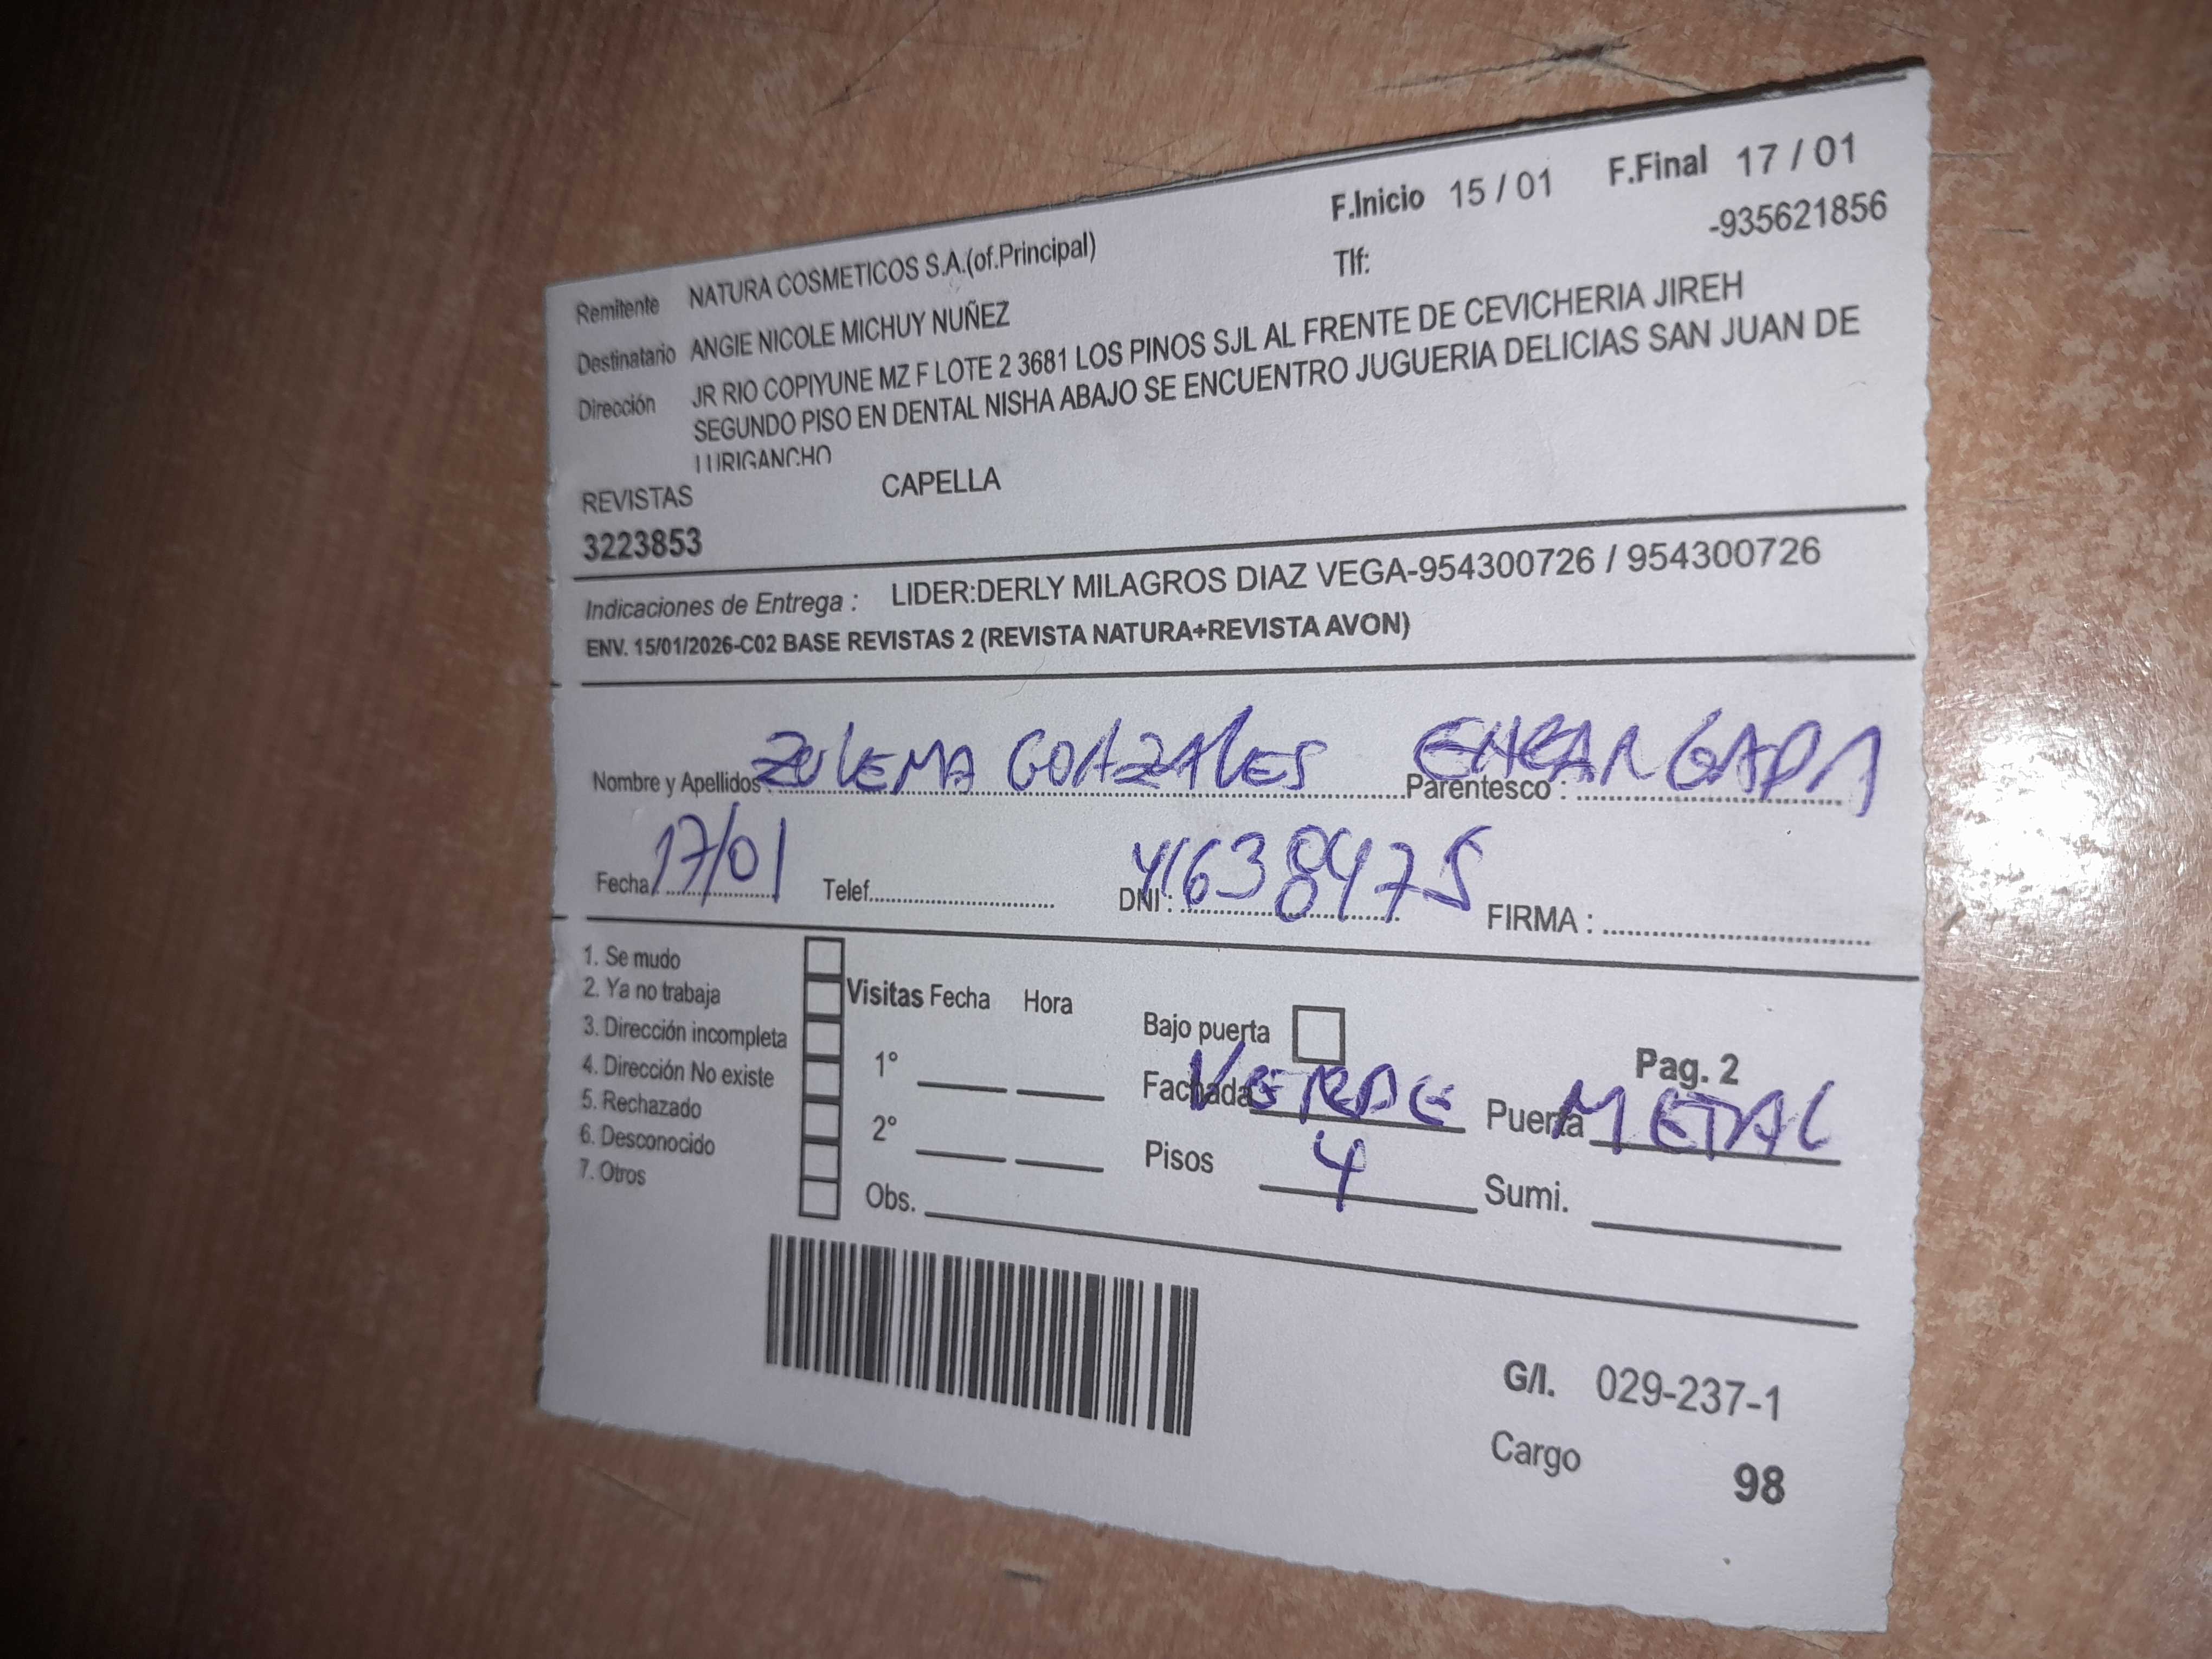 F.Inicio 15 / 01 F.Final 17 / 01
Remitente NATURA COSMETICOS S.A.(of.Principal) Tlf: -935621856
Destinatario ANGIE NICOLE MICHUY NUÑEZ
Dirección JR RIO COPIYUNE MZ F LOTE 2 3681 LOS PINOS SJL AL FRENTE DE CEVICHERIA JIREH
SEGUNDO PISO EN DENTAL NISHA ABAJO SE ENCUENTRO JUGUERIA DELICIAS SAN JUAN DE
LURIGANCHO
REVISTAS CAPELLA
3223853
Indicaciones de Entrega : LIDER:DERLY MILAGROS DIAZ VEGA-954300726 / 954300726
ENV. 15/01/2026-C02 BASE REVISTAS 2 (REVISTA NATURA+REVISTA AVON)
Nombre y Apellidos: ZULEMA GONZALES Parentesco : ENCARGADA
Fecha 17/01 Telef. DNI : 41638475 FIRMA :
1. Se mudo
2. Ya no trabaja Visitas Fecha Hora
3. Dirección incompleta Bajo puerta
4. Dirección No existe 1° Pag. 2
5. Rechazado Fachada VERDE Puerta METAL
6. Desconocido 2° Pisos 4 Sumi.
7. Otros Obs.
G/I. 029-237-1
Cargo 98